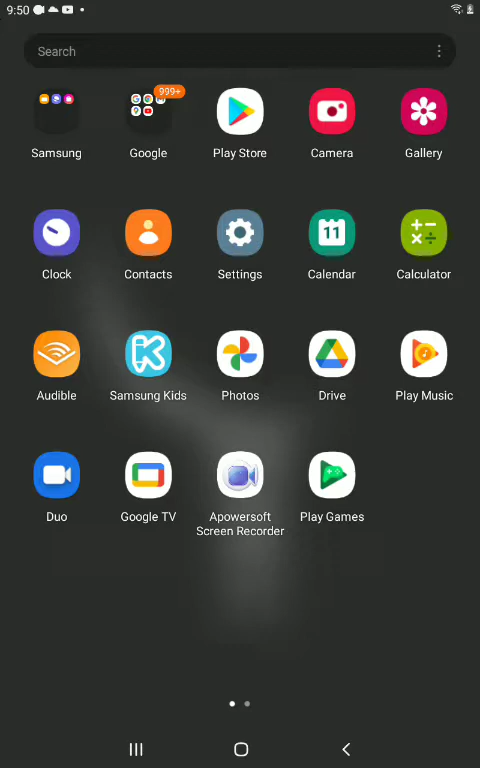 9:50
Search
999+
Samsung
Google
Play Store
Camera
Gallery
11
Clock
Contacts
Settings
Calendar
Calculator
Audible
Samsung Kids
Photos
Drive
Play Music
Duo
Google TV
Apowersoft
Screen Recorder
Play Games